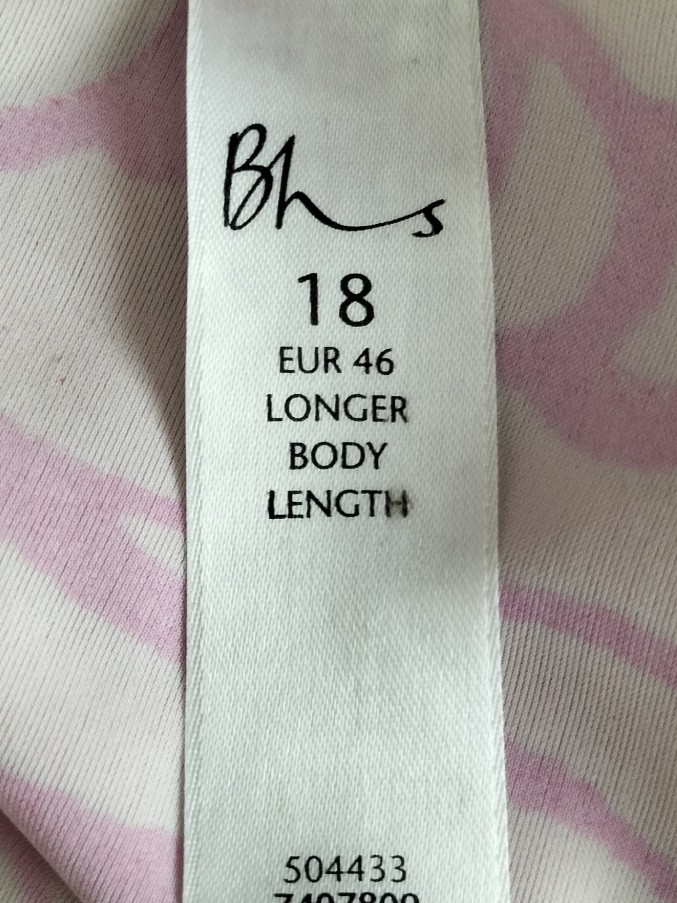 Bhs
18
EUR 46
LONGER
BODY
LENGTH
504433